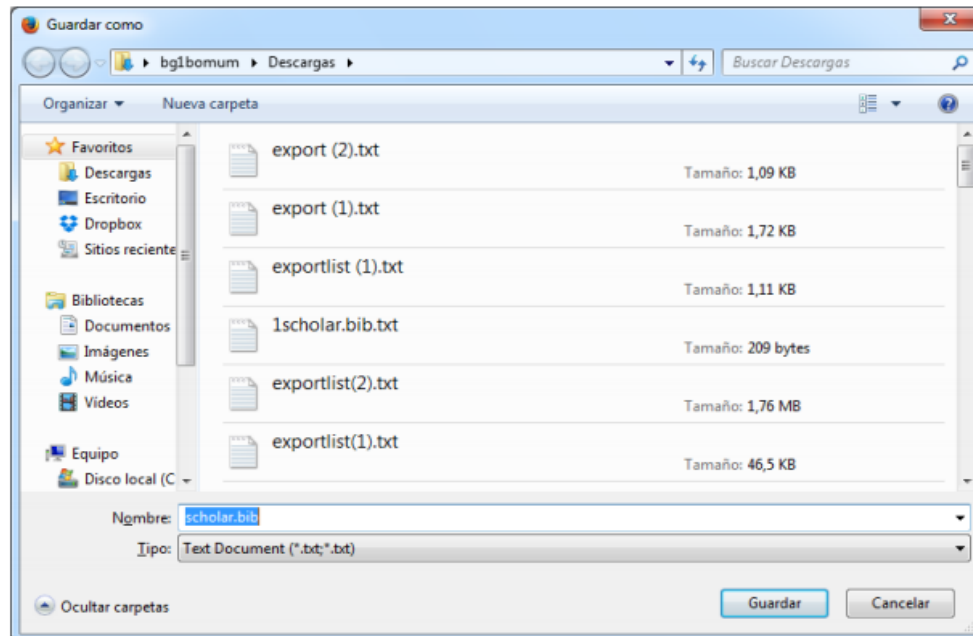 Guardar como
bg1bomum Descargas
Buscar Descargas
Organizar
Nueva carpeta
Favoritos
Descargas
Escritorio
Dropbox
Sitios reciente
Bibliotecas
Documentos
Imágenes
Música
Vídeos
Equipo
Disco local (C
export (2).txt
Tamaño: 1,09 KB
export (1).txt
Tamaño: 1,72 KB
exportlist (1).txt
Tamaño: 1,11 KB
1scholar.bib.txt
Tamaño: 209 bytes
exportlist(2).txt
Tamaño: 1,76 MB
exportlist(1).txt
Tamaño: 46,5 KB
Nombre: scholar.bib
Tipo: Text Document (*.txt;*.txt)
Ocultar carpetas
Guardar
Cancelar